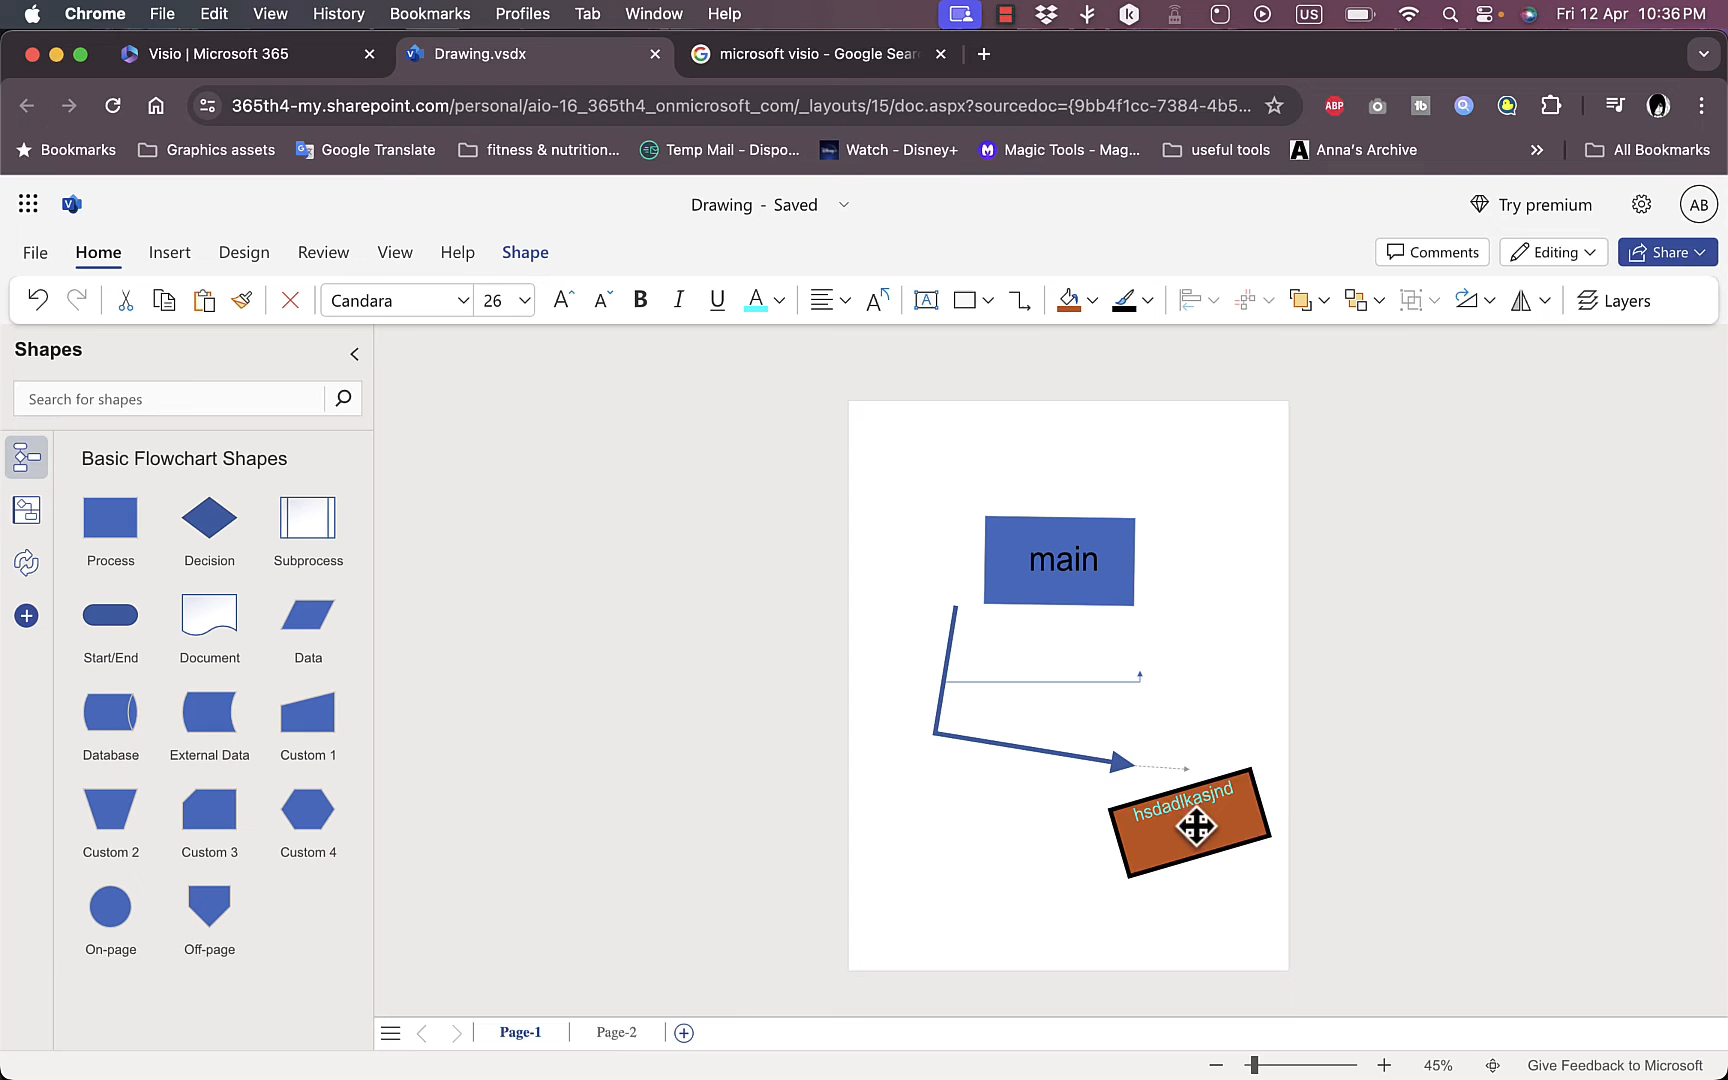 Chrome File Edit View History Bookmarks Profiles Tab Window Help US Fri 12 Apr 10:36 PM
Visio | Microsoft 365 Drawing.vsdx microsoft visio - Google Sear
365th4-my.sharepoint.com/personal/aio-16_365th4_onmicrosoft_com/_layouts/15/doc.aspx?sourcedoc={9bb4f1cc-7384-4b5... ABP tb
Bookmarks Graphics assets Google Translate fitness & nutrition... Temp Mail - Dispo... Watch - Disney+ Magic Tools - Mag... useful tools A Anna's Archive » All Bookmarks
V Drawing - Saved Try premium AB
File Home Insert Design Review View Help Shape Comments Editing Share
Candara 26 A A B I U A A A Layers
Shapes
Search for shapes
Basic Flowchart Shapes
Process Decision Subprocess
Start/End Document Data
Database External Data Custom 1
Custom 2 Custom 3 Custom 4
On-page Off-page
main
hsdadlkasjnd
Page-1 Page-2
45% Give Feedback to Microsoft